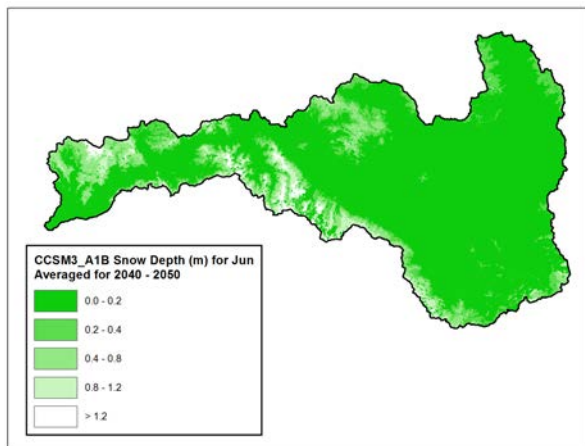 CCSM3_A1B Snow Depth (m) for Jun
Averaged for 2040 - 2050
0.0 - 0.2
0.2 - 0.4
0.4 - 0.8
0.8 - 1.2
> 1.2